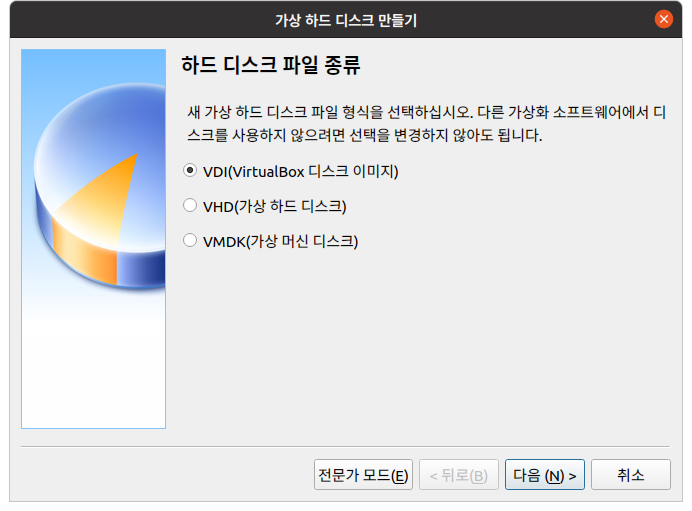 가상 하드 디스크 만들기
하드 디스크 파일 종류
새 가상 하드 디스크 파일 형식을 선택하십시오. 다른 가상화 소프트웨어에서 디
스크를 사용하지 않으려면 선택을 변경하지 않아도 됩니다.
VDI(VirtualBox 디스크 이미지)
VHD(가상 하드 디스크)
VMDK(가상 머신 디스크)
전문가 모드(E) < 뒤로(B) 다음 (N) > 취소